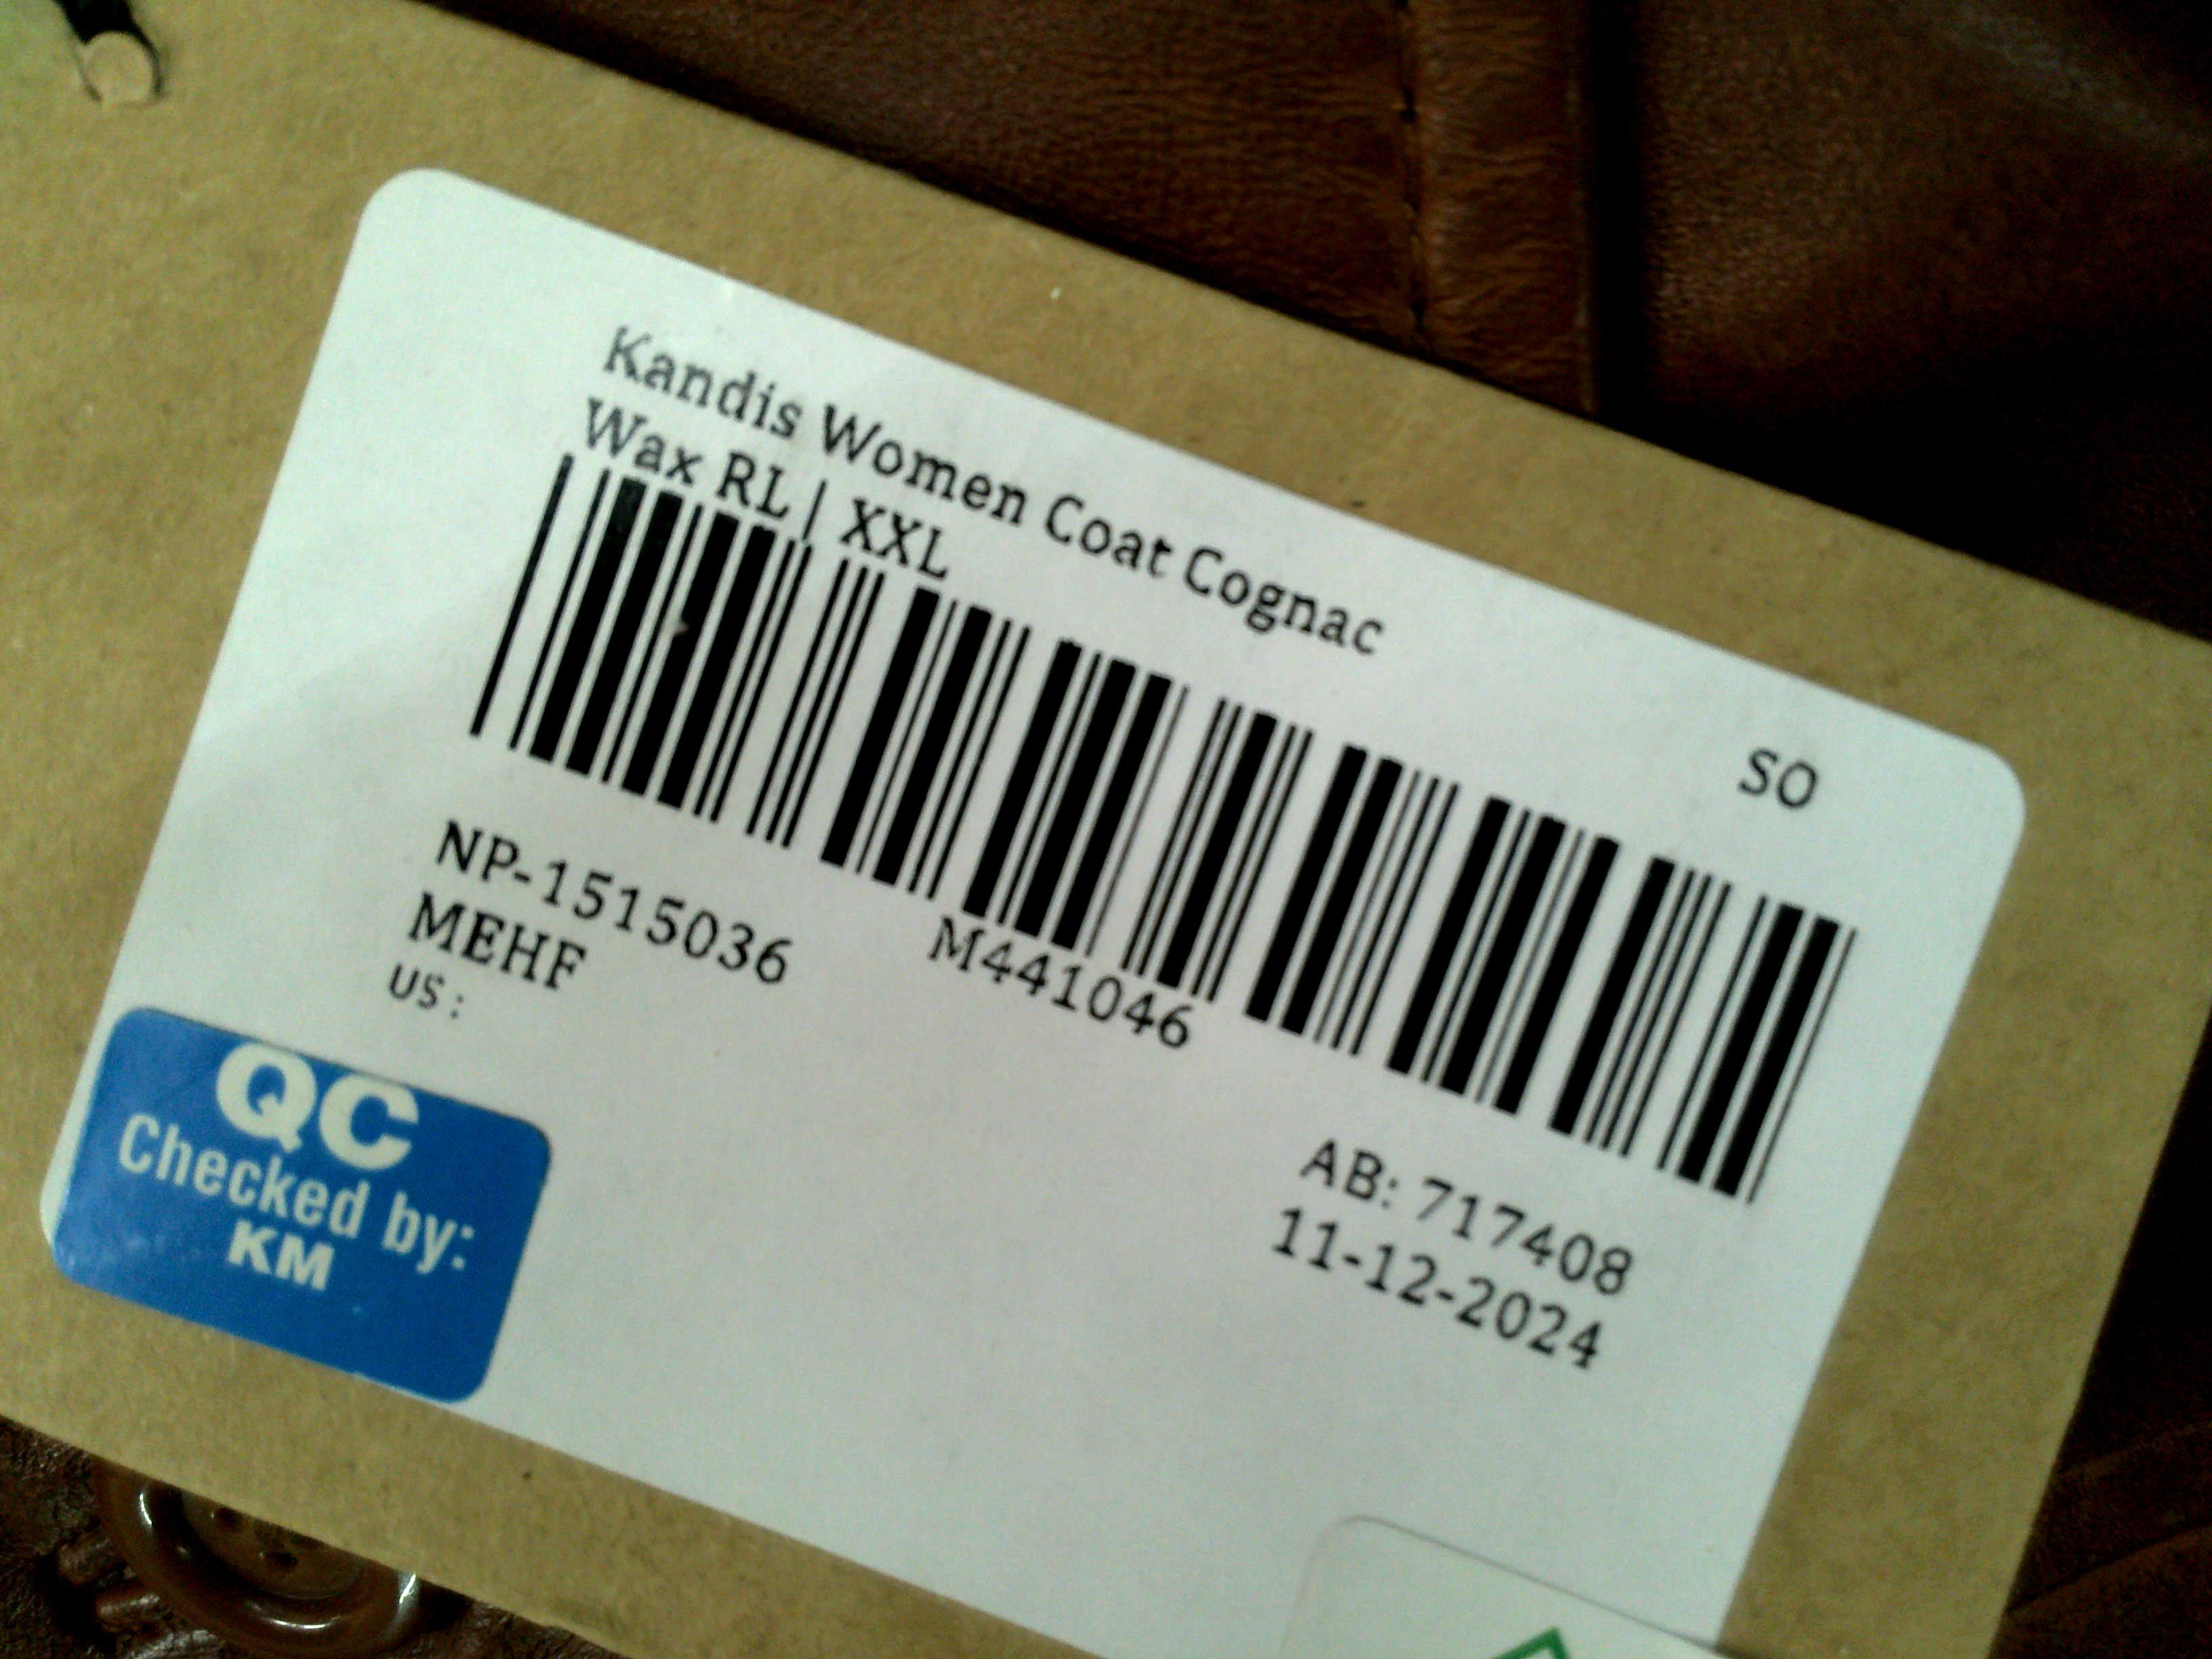 Kandis Women Coat Cognac
Wax RL | XXL
SO
NP-1515036
M441046
MEHF
US :
AB: 717408
11-12-2024
QC
Checked by:
KM